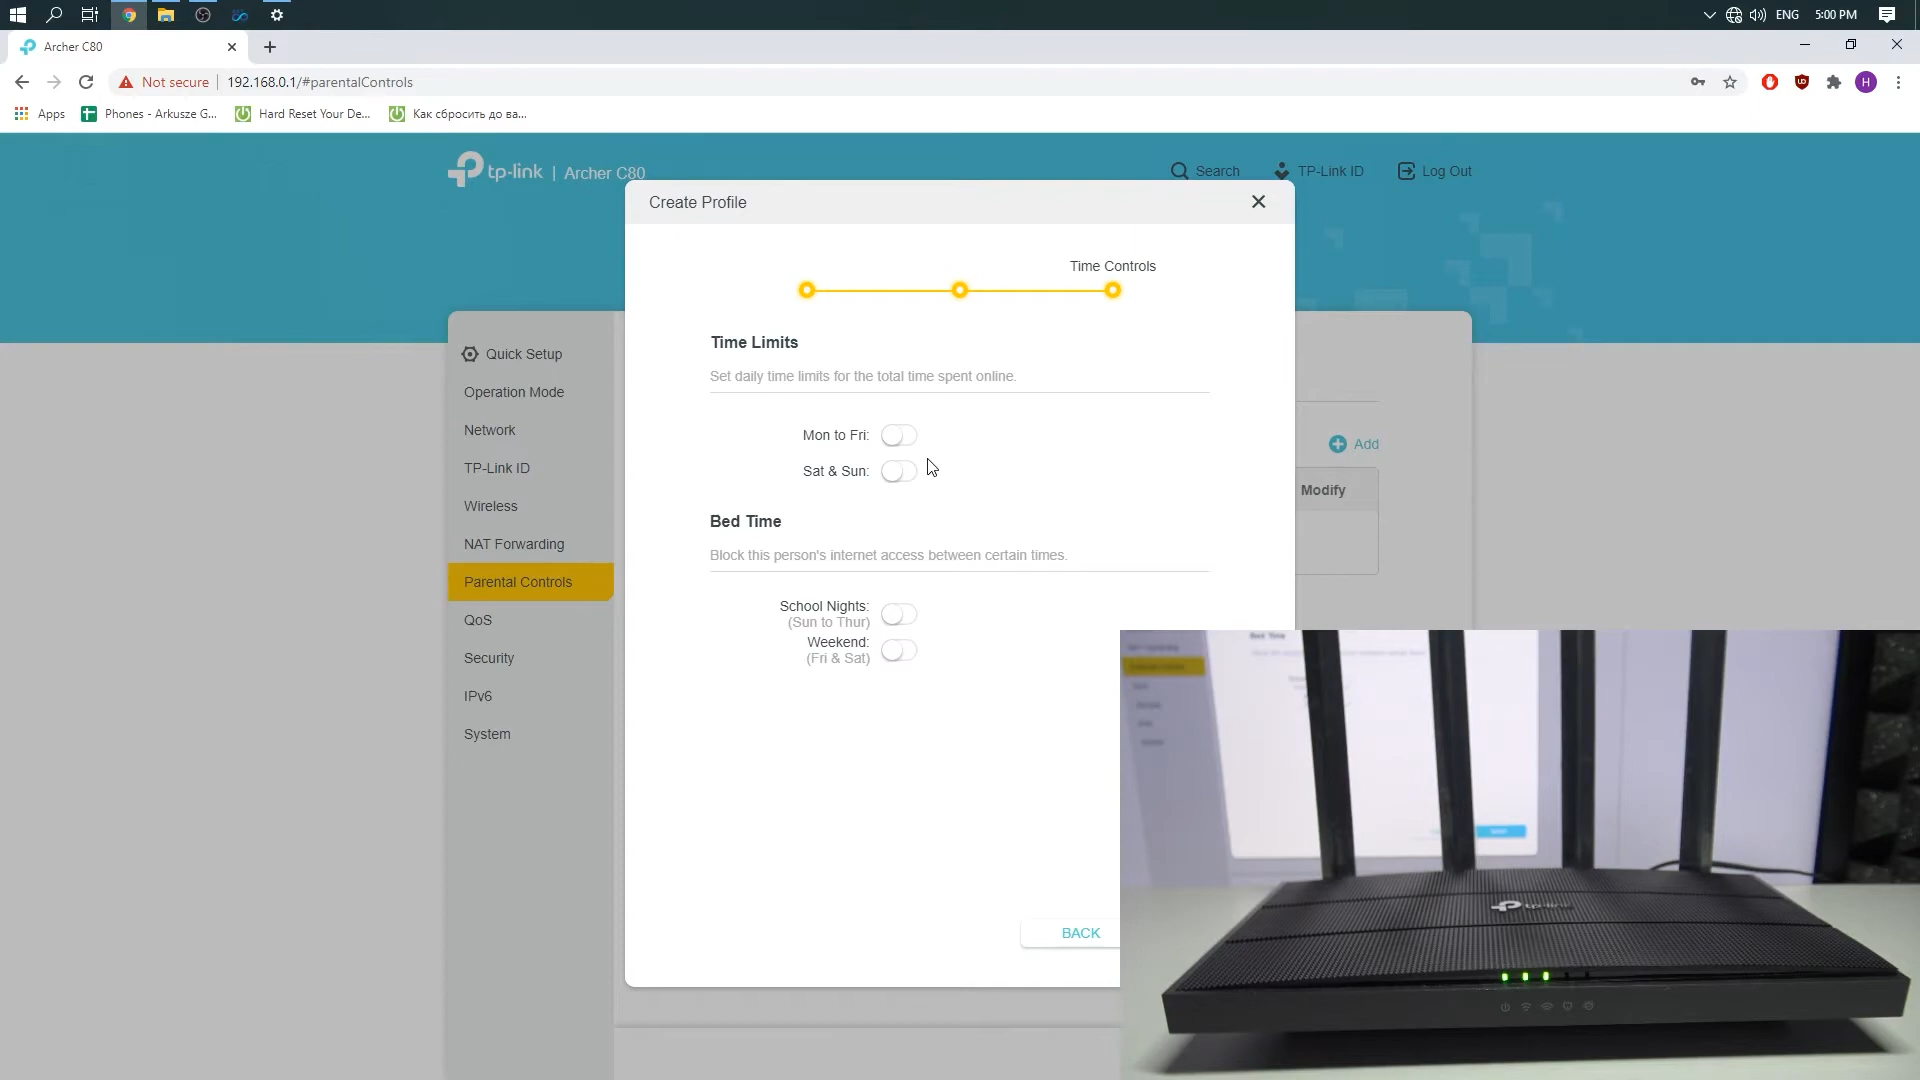 ENG
5:00 PM
Archer C80
Not secure
192.168.0.1/#parentalControls
H
Apps
Phones - Arkusze G...
Hard Reset Your De...
Как сбросить до ва...
tp-link | Archer C80
Search
TP-Link ID
Log Out
Create Profile
Time Controls
Time Limits
Set daily time limits for the total time spent online.
Mon to Fri:
Sat & Sun:
Bed Time
Block this person's internet access between certain times.
School Nights:
(Sun to Thur)
Weekend:
(Fri & Sat)
BACK
Quick Setup
Operation Mode
Network
TP-Link ID
Wireless
NAT Forwarding
Parental Controls
QoS
Security
IPv6
System
Add
Modify
Bed Time
tp-link